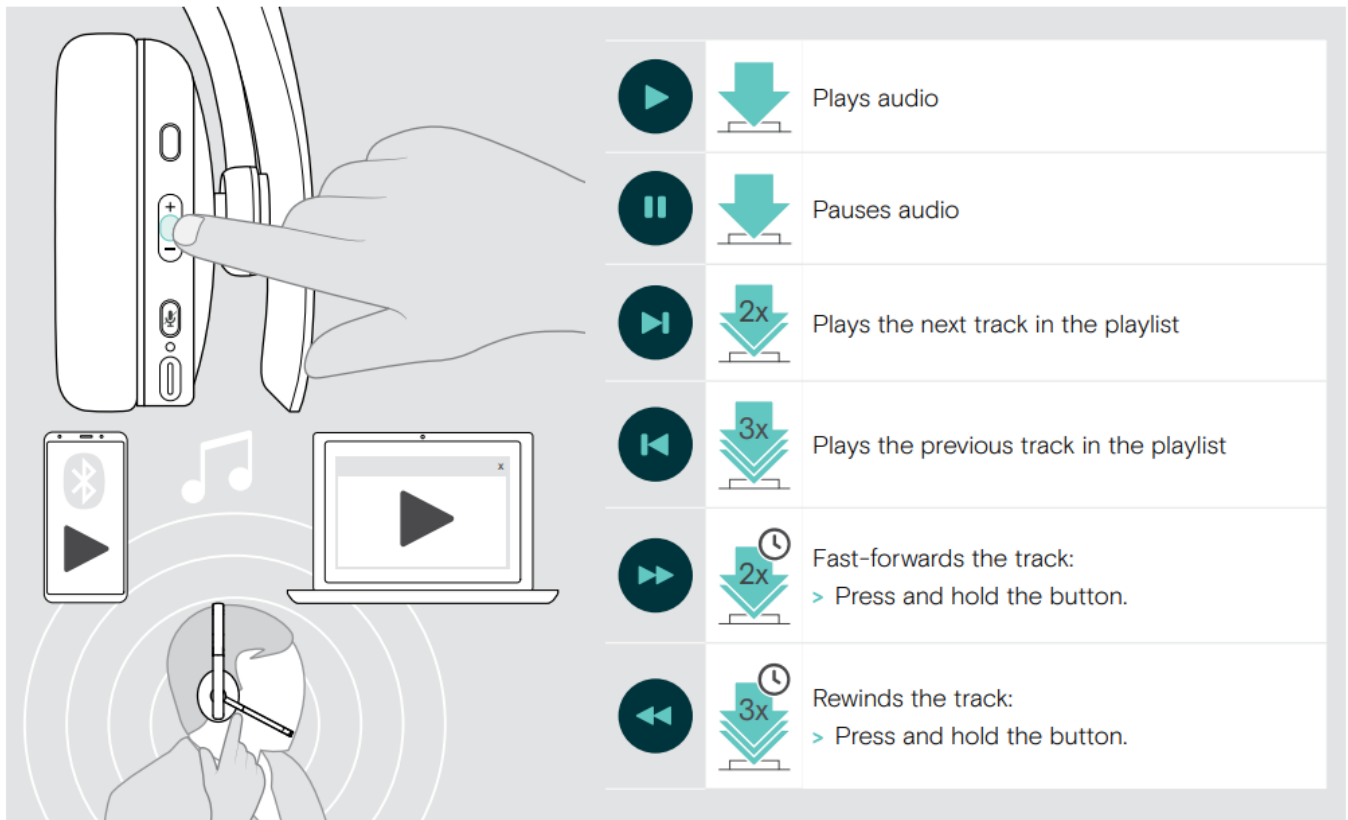 +
−
x
Plays audio
Pauses audio
2x
Plays the next track in the playlist
3x
Plays the previous track in the playlist
2x
Fast-forwards the track:
> Press and hold the button.
3x
Rewinds the track:
> Press and hold the button.